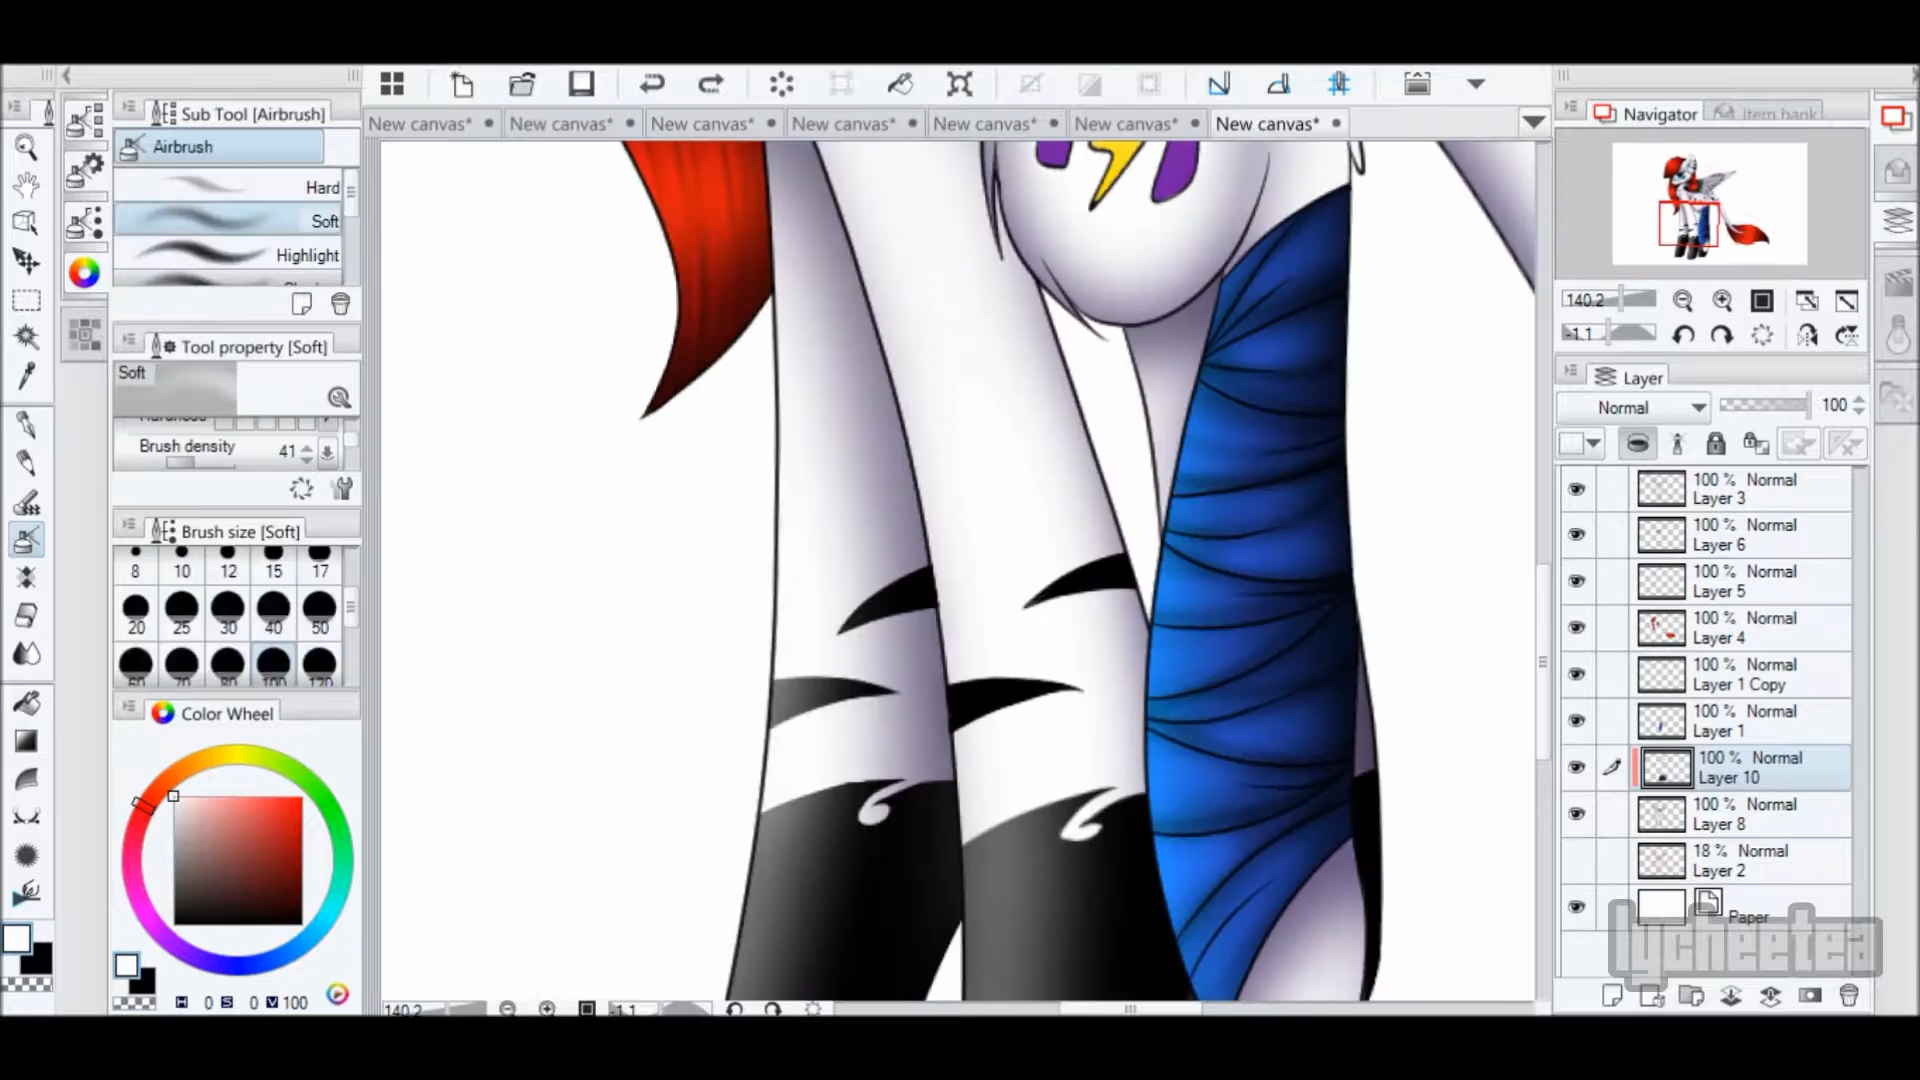 Sub Tool [Airbrush]
Airbrush
Hard
Soft
Highlight
Tool property [Soft]
Soft
Hardness
Brush density 41
Brush size [Soft]
8 10 12 15 17
20 25 30 40 50
60 70 80 100 120
Color Wheel
H 0 S 0 V 100
New canvas* New canvas* New canvas* New canvas* New canvas* New canvas* New canvas*
140.2 -1.1
Navigator Item bank
140.2
-1.1
Layer
Normal 100
100 % Normal
Layer 3
100 % Normal
Layer 6
100 % Normal
Layer 5
100 % Normal
Layer 4
100 % Normal
Layer 1 Copy
100 % Normal
Layer 1
100 % Normal
Layer 10
100 % Normal
Layer 8
18 % Normal
Layer 2
Paper
lycheetea